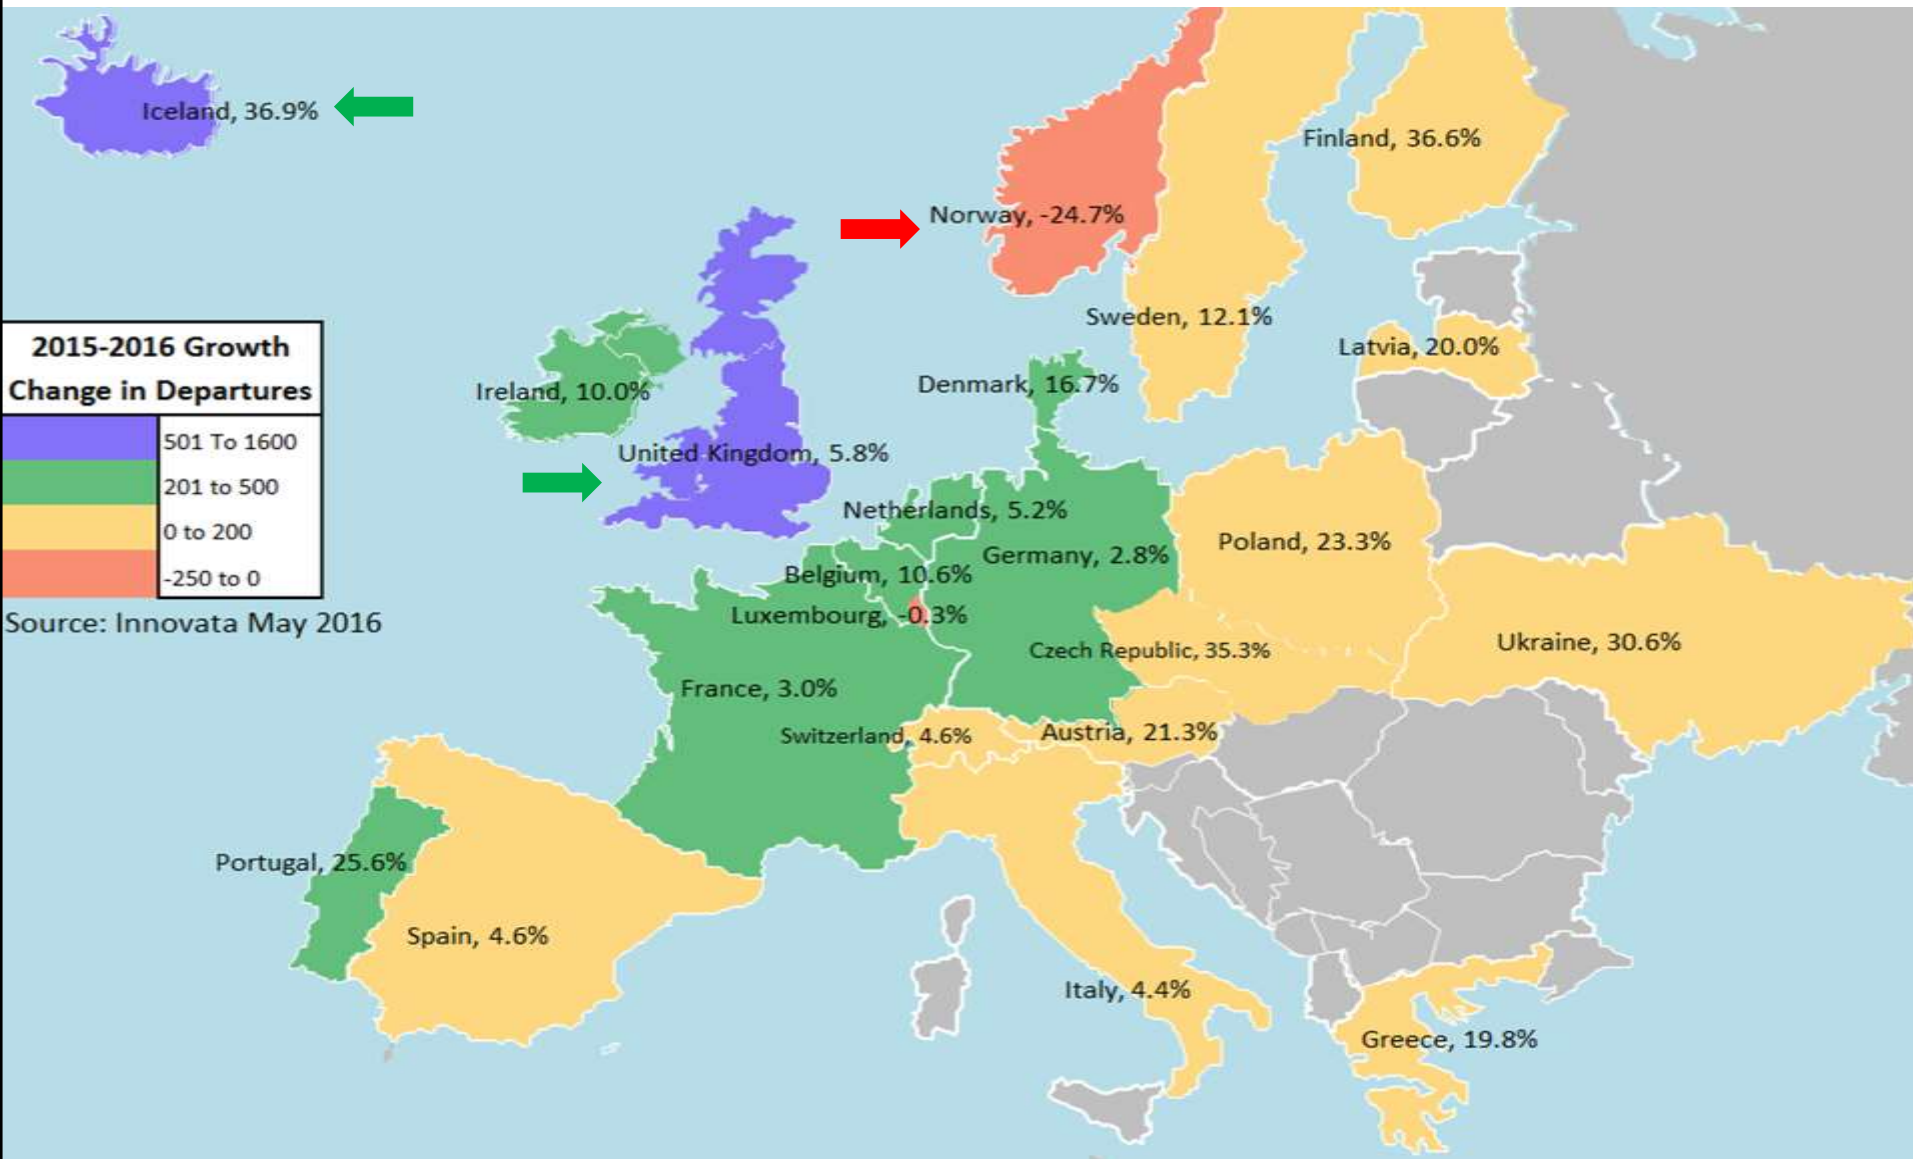 Iceland, 36.9%
Finland, 36.6%
Norway, -24.7%
Sweden, 12.1%
Latvia, 20.0%
2015-2016 Growth
Change in Departures
501 To 1600
201 to 500
0 to 200
-250 to 0
Source: Innovata May 2016
Ireland, 10.0%
Denmark, 16.7%
United Kingdom, 5.8%
Netherlands, 5.2%
Germany, 2.8%
Poland, 23.3%
Belgium, 10.6%
Luxembourg, -0.3%
Czech Republic, 35.3%
Ukraine, 30.6%
France, 3.0%
Switzerland, 4.6%
Austria, 21.3%
Portugal, 25.6%
Spain, 4.6%
Italy, 4.4%
Greece, 19.8%